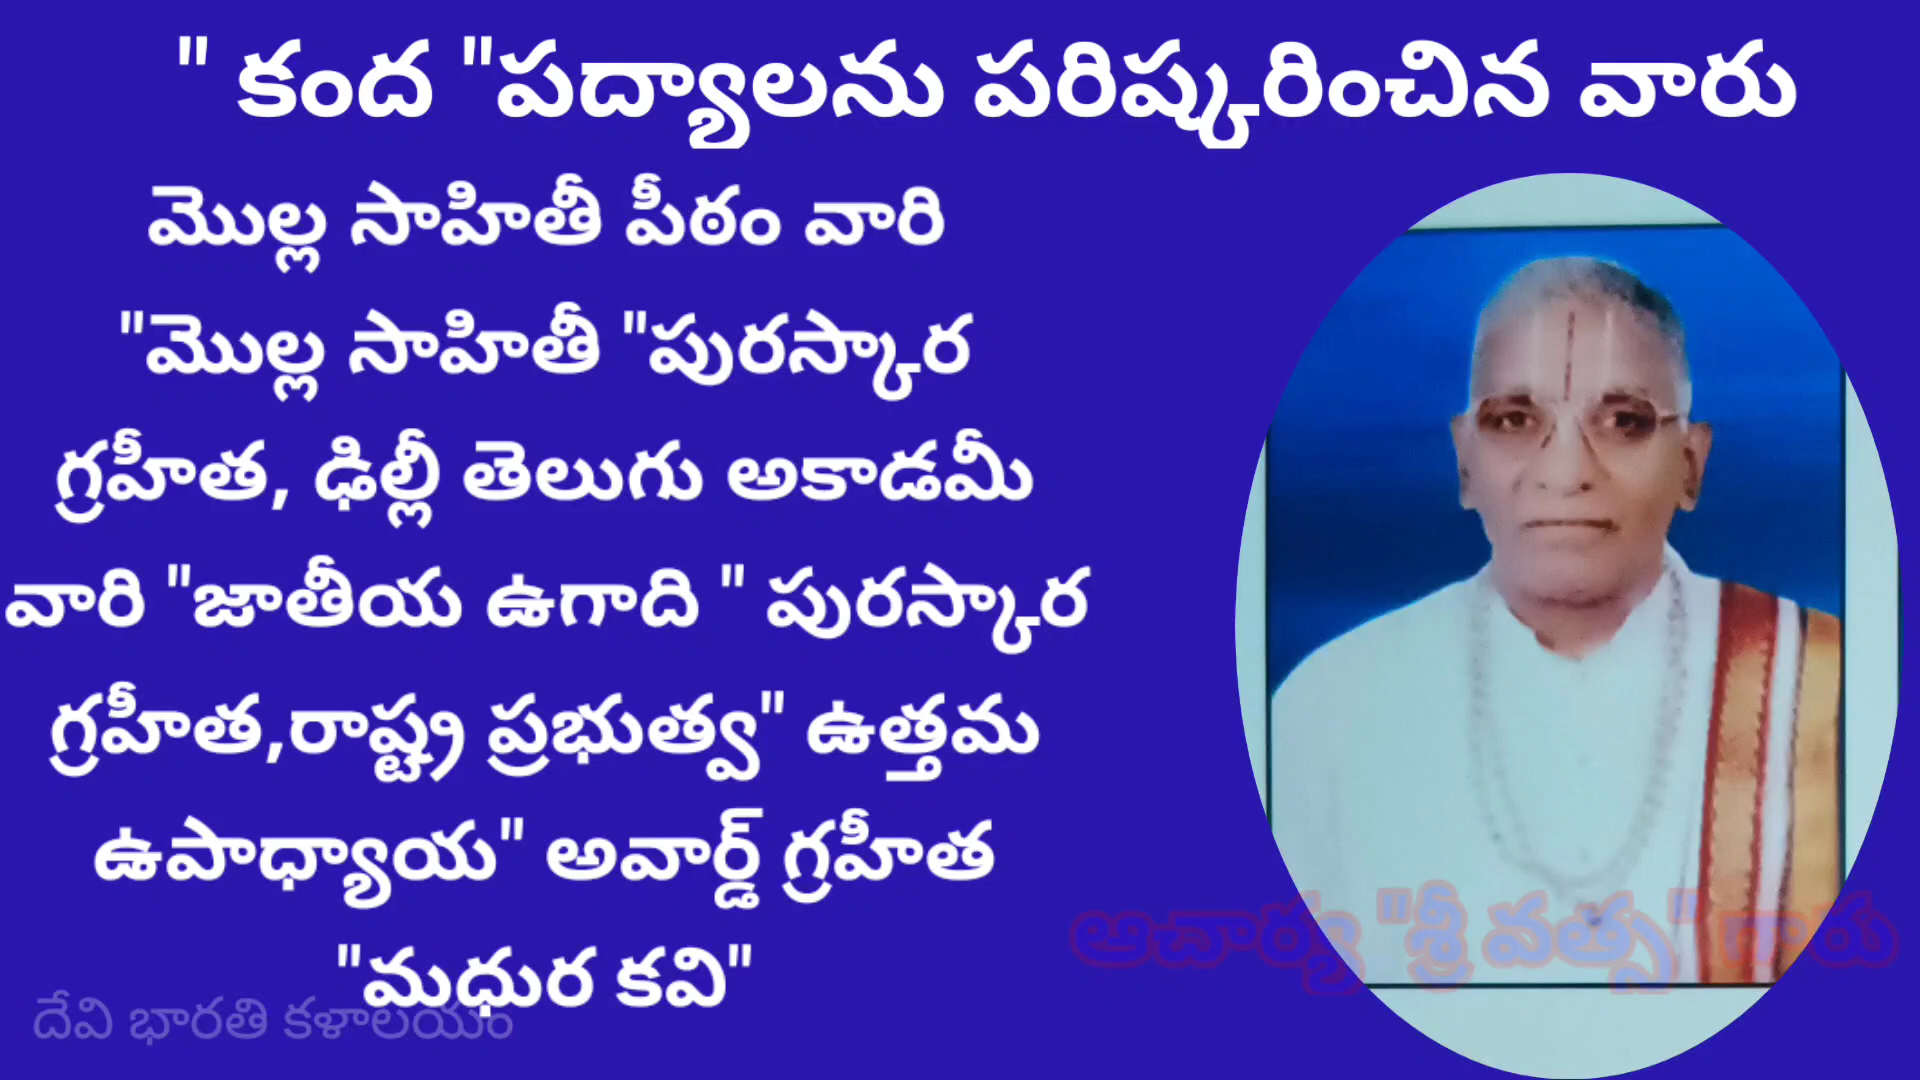 " కంద "పద్యాలను పరిష్కరించిన వారు
మొల్ల సాహితీ పీఠం వారి
"మొల్ల సాహితీ "పురస్కార
గ్రహీత, ఢిల్లీ తెలుగు అకాడమీ
వారి "జాతీయ ఉగాది " పురస్కార
గ్రహీత,రాష్ట్ర ప్రభుత్వ" ఉత్తమ
ఉపాధ్యాయ" అవార్డ్ గ్రహీత
"మధుర కవి"
ఆచార్య "శ్రీ వత్స" గారు
దేవి భారతి కళాలయం